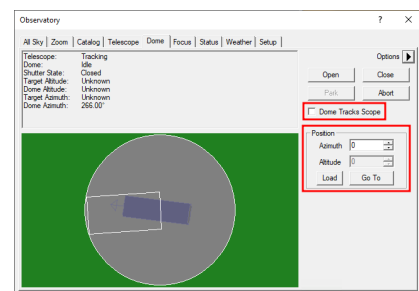 Observatory ? ×
All Sky Zoom Catalog Telescope Dome Focus Status Weather Setup
Telescope: Tracking
Dome: Idle
Shutter State: Closed
Target Altitude: Unknown
Dome Altitude: Unknown
Target Azimuth: Unknown
Dome Azimuth: 266.00°
Options
Open Close
Park Abort
Dome Tracks Scope
Position
Azimuth 0
Altitude 0
Load Go To